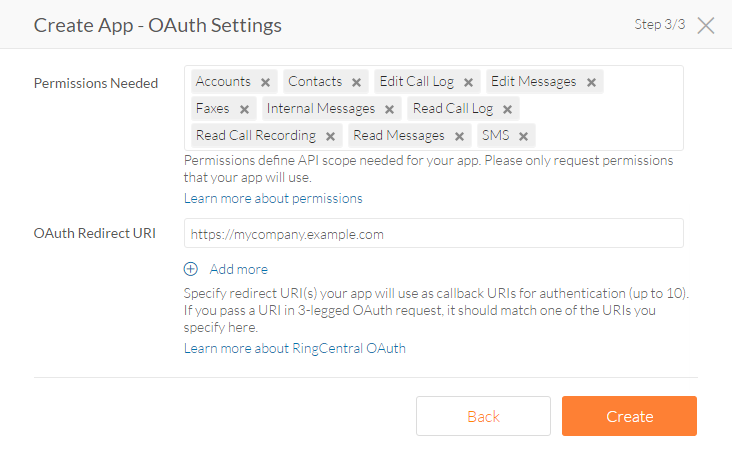 Create App - OAuth Settings
Step 3/3
Permissions Needed
Accounts × Contacts × Edit Call Log × Edit Messages ×
Faxes × Internal Messages × Read Call Log ×
Read Call Recording × Read Messages × SMS ×
Permissions define API scope needed for your app. Please only request permissions
that your app will use.
Learn more about permissions
OAuth Redirect URI
https://mycompany.example.com
Add more
Specify redirect URI(s) your app will use as callback URIs for authentication (up to 10).
If you pass a URI in 3-legged OAuth request, it should match one of the URIs you
specify here.
Learn more about RingCentral OAuth
Back
Create